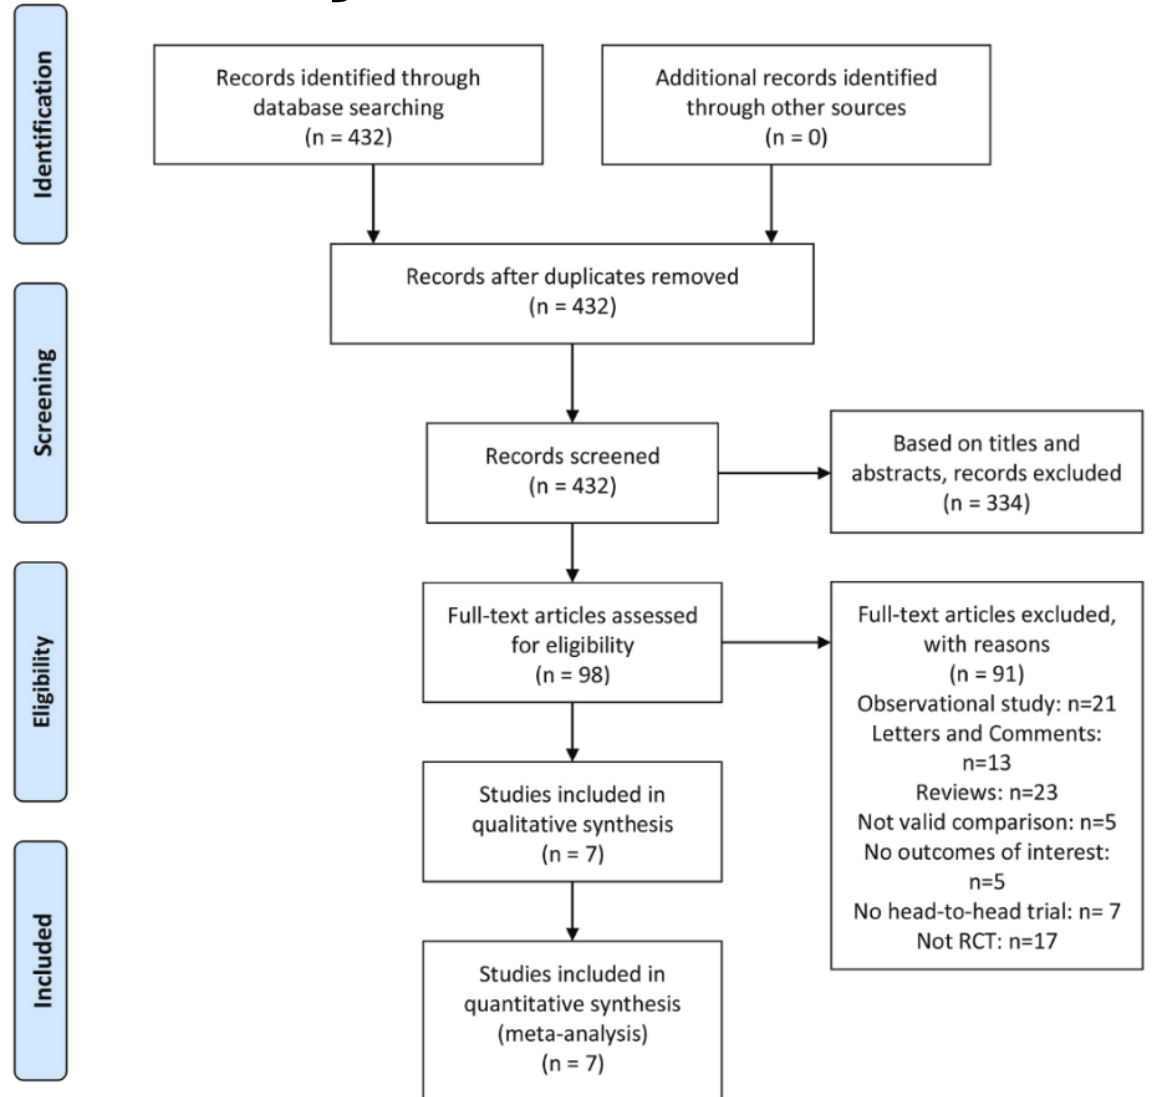 Identification
Records identified through
database searching
(n = 432)
Additional records identified
through other sources
(n = 0)
Records after duplicates removed
(n = 432)
Screening
Records screened
(n = 432)
Based on titles and
abstracts, records excluded
(n = 334)
Eligibility
Full-text articles assessed
for eligibility
(n = 98)
Full-text articles excluded,
with reasons
(n = 91)
Observational study: n=21
Letters and Comments:
n=13
Reviews: n=23
Not valid comparison: n=5
No outcomes of interest:
n=5
No head-to-head trial: n= 7
Not RCT: n=17
Studies included in
qualitative synthesis
(n = 7)
Included
Studies included in
quantitative synthesis
(meta-analysis)
(n = 7)